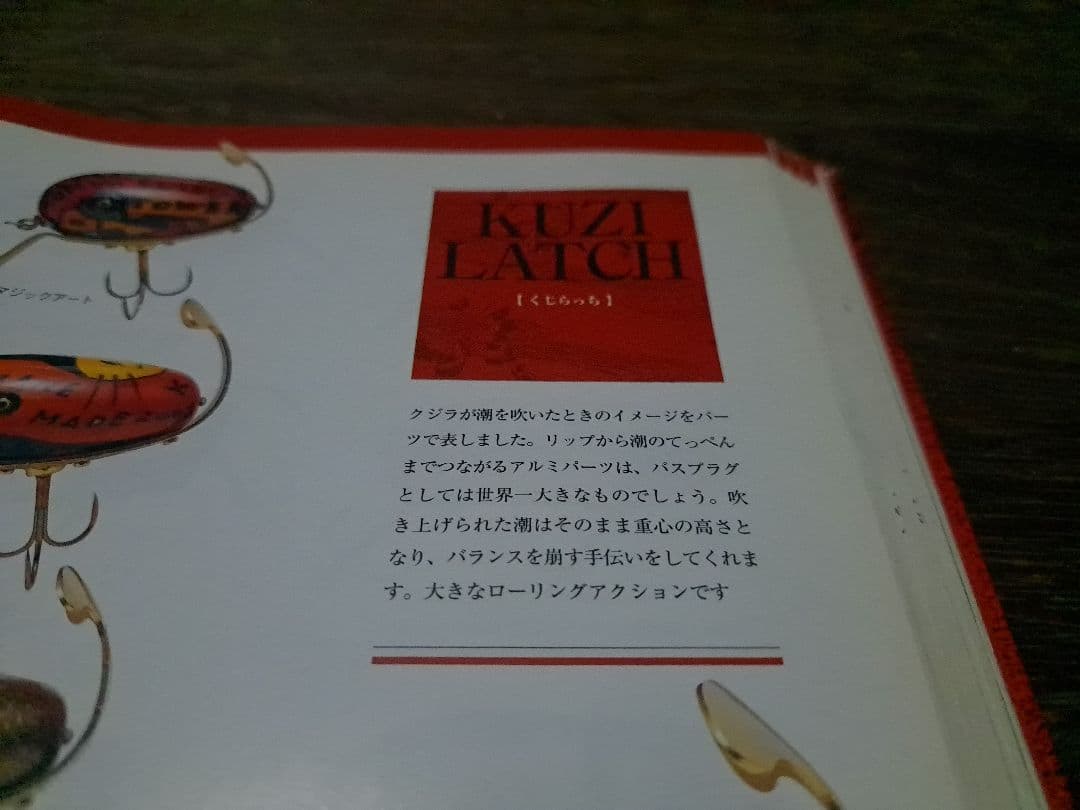 KUZI
LATCH
【くじらっち】
クジラが潮を吹いたときのイメージをパー
ツで表しました。リップから潮のてっぺん
までつながるアルミパーツは、バスプラグ
としては世界一大きなものでしょう。吹
き上げられた潮はそのまま重心の高さと
なり、バランスを崩す手伝いをしてくれま
す。大きなローリングアクションです
マジックアート
MADE